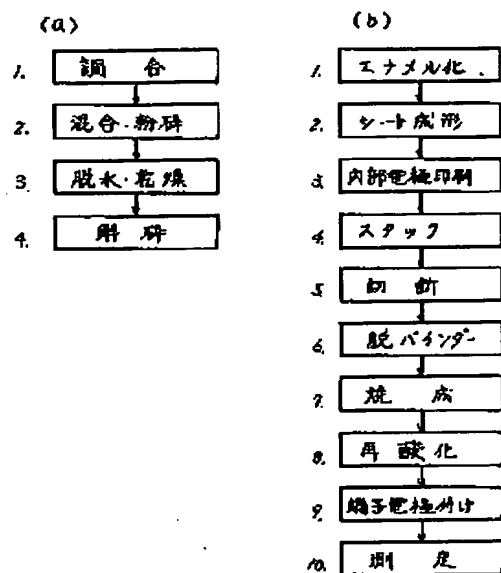 (a)
1. 調合
2. 混合・粉砕
3. 脱水・乾燥
4. 解砕
(b)
1. エナメル化
2. シート成形
3. 内部電極印刷
4. スタック
5. 切断
6. 脱バインダー
7. 焼成
8. 再酸化
9. 端子電極付け
10. 測定